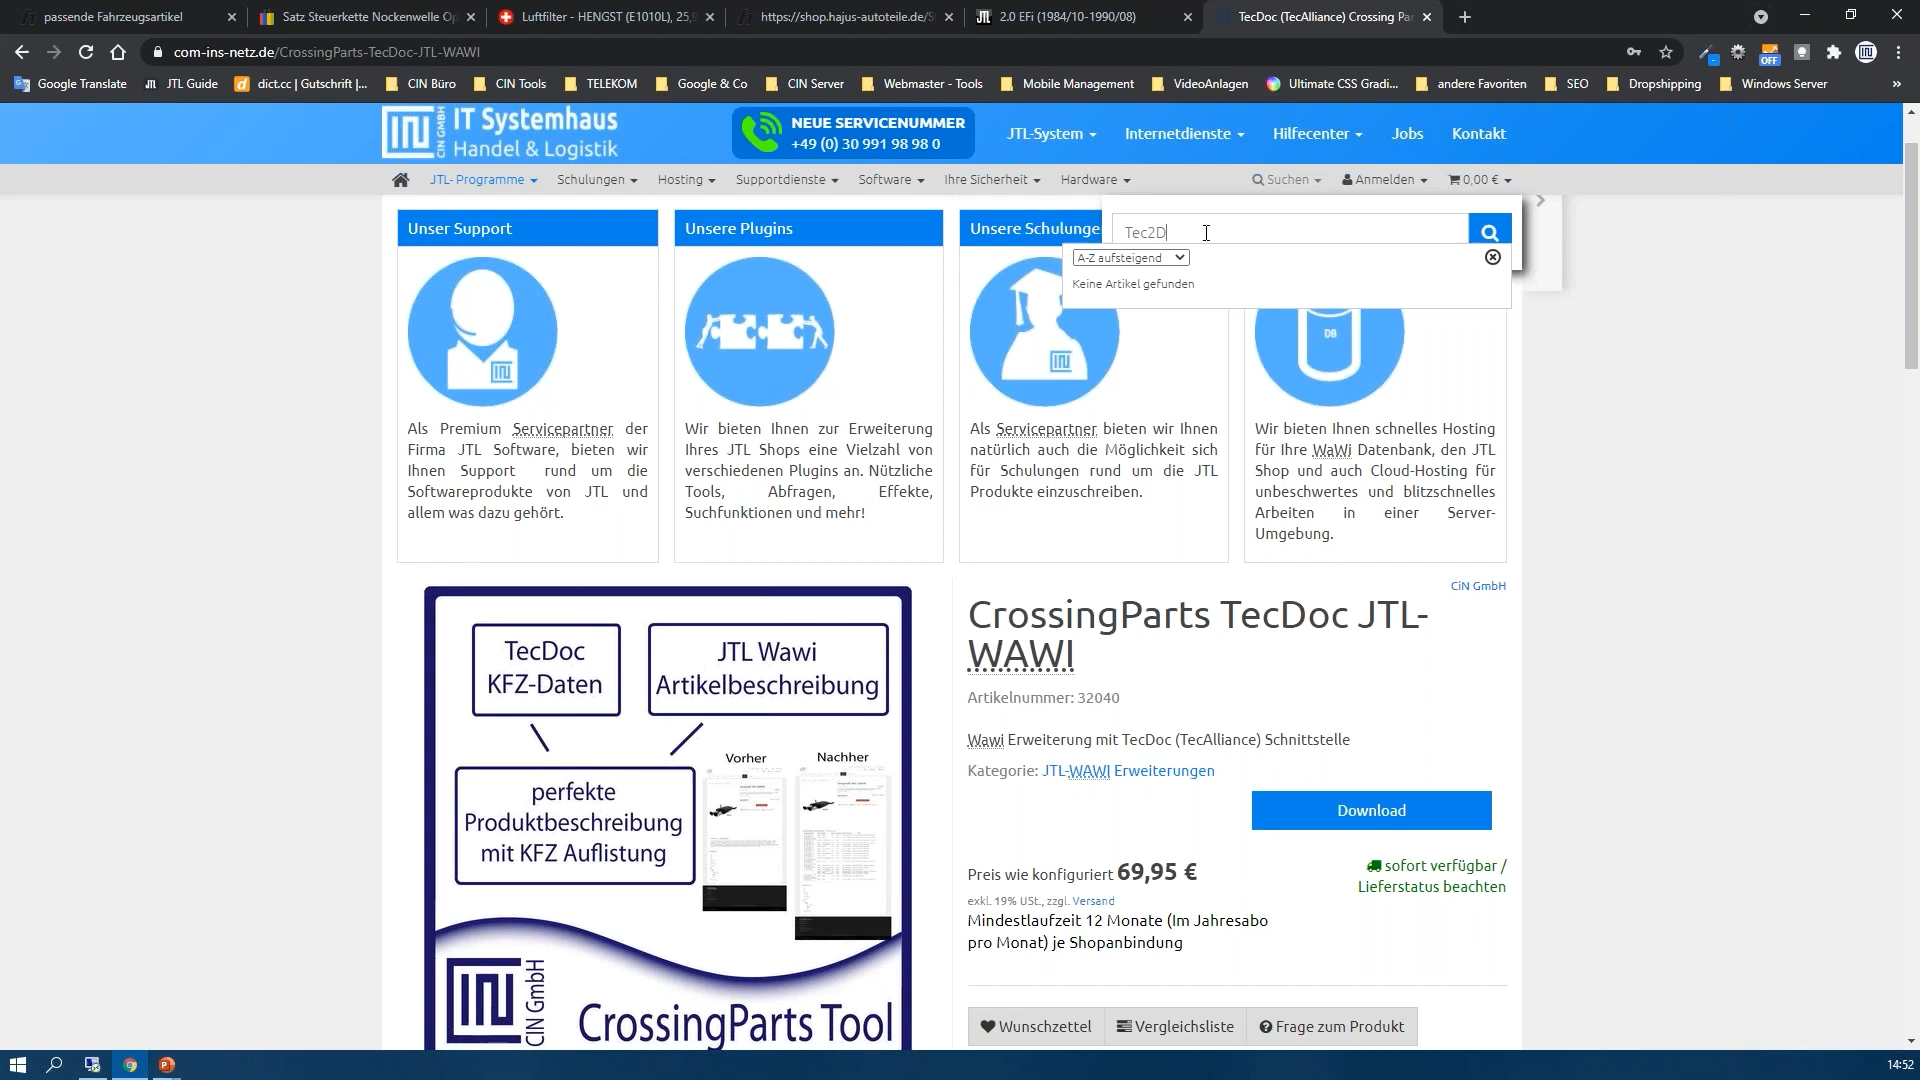 passende Fahrzeugsartikel
Satz Steuerkette Nockenwelle Op
Luftfilter - HENGST (E1010L), 25,9
https://shop.hajus-autoteile.de/S
2.0 EFi (1984/10-1990/08)
TecDoc (TecAlliance) Crossing Pa
com-ins-netz.de/CrossingParts-TecDoc-JTL-WAWI
OFF
Google Translate
JTL Guide
dict.cc | Gutschrift |...
CIN Büro
CIN Tools
TELEKOM
Google & Co
CIN Server
Webmaster - Tools
Mobile Management
VideoAnlagen
Ultimate CSS Gradi...
andere Favoriten
SEO
Dropshipping
Windows Server
CIN GMBH
IT Systemhaus
Handel & Logistik
NEUE SERVICENUMMER
+49 (0) 30 991 98 98 0
JTL-System
Internetdienste
Hilfecenter
Jobs
Kontakt
JTL- Programme
Schulungen
Hosting
Supportdienste
Software
Ihre Sicherheit
Hardware
Suchen
Anmelden
0,00 €
Tec2D
A-Z aufsteigend
Keine Artikel gefunden
Unser Support
Als Premium Servicepartner der
Firma JTL Software, bieten wir
Ihnen Support rund um die
Softwareprodukte von JTL und
allem was dazu gehört.
Unsere Plugins
Wir bieten Ihnen zur Erweiterung
Ihres JTL Shops eine Vielzahl von
verschiedenen Plugins an. Nützliche
Tools, Abfragen, Effekte,
Suchfunktionen und mehr!
Unsere Schulunge
Als Servicepartner bieten wir Ihnen
natürlich auch die Möglichkeit sich
für Schulungen rund um die JTL
Produkte einzuschreiben.
DB
Wir bieten Ihnen schnelles Hosting
für Ihre WaWi Datenbank, den JTL
Shop und auch Cloud-Hosting für
unbeschwertes und blitzschnelles
Arbeiten in einer Server-
Umgebung.
TecDoc
KFZ-Daten
JTL Wawi
Artikelbeschreibung
perfekte
Produktbeschreibung
mit KFZ Auflistung
Vorher
Nachher
CiN GmbH
CrossingParts Tool
CiN GmbH
CrossingParts TecDoc JTL-
WAWI
Artikelnummer: 32040
Wawi Erweiterung mit TecDoc (TecAlliance) Schnittstelle
Kategorie: JTL-WAWI Erweiterungen
Download
Preis wie konfiguriert 69,95 €
exkl. 19% USt., zzgl. Versand
Mindestlaufzeit 12 Monate (Im Jahresabo
pro Monat) je Shopanbindung
sofort verfügbar /
Lieferstatus beachten
Wunschzettel
Vergleichsliste
Frage zum Produkt
14:52